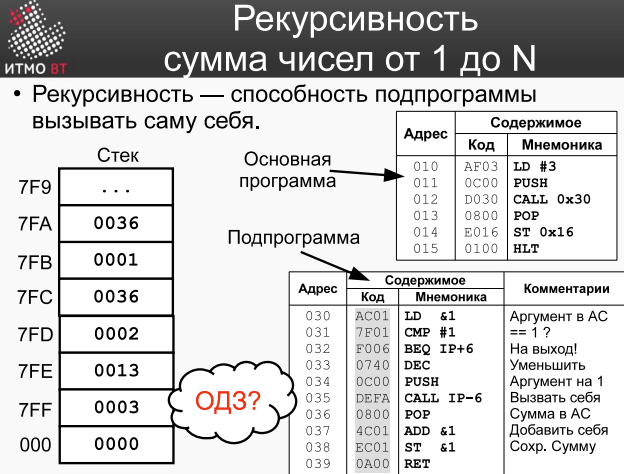 Рекурсивность
сумма чисел от 1 до N
ИТМО ВТ
• Рекурсивность — способность подпрограммы
вызывать саму себя.
Стек
7F9 ...
7FA 0036
7FB 0001
7FC 0036
7FD 0002
7FE 0013
7FF 0003
000 0000
ОДЗ?
Основная
программа
Адрес Содержимое
Код Мнемоника
010 AF03 LD #3
011 0C00 PUSH
012 D030 CALL 0x30
013 0800 POP
014 E016 ST 0x16
015 0100 HLT
Подпрограмма
Адрес Содержимое Комментарии
Код Мнемоника
030 AC01 LD &1 Аргумент в AC
031 7F01 CMP #1 == 1 ?
032 F006 BEQ IP+6 На выход!
033 0740 DEC Уменьшить
034 0C00 PUSH Аргумент на 1
035 DEFA CALL IP-6 Вызвать себя
036 0800 POP Сумма в AC
037 4C01 ADD &1 Добавить себя
038 EC01 ST &1 Сохр. Сумму
039 0A00 RET